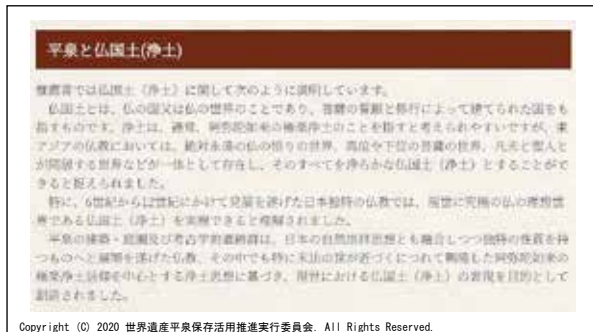 平泉と仏国土(浄土)
推薦書では仏国土（浄土）に関して次のように説明しています。
仏国土とは、仏の国又は仏の世界のことであり、菩薩の誓願と修行によって建てられた国をも
指すものです。浄土は、通常、阿弥陀如来の極楽浄土のことを指すと考えられやすいですが、東
アジアの仏教においては、絶対永遠の仏の悟りの世界、高位や下位の菩薩の世界、凡夫と聖人と
が同居する世界などが一体として存在し、そのすべてを浄らかな仏国土（浄土）とすることがで
きると捉えられました。
特に、6世紀から12世紀にかけて発展を遂げた日本独特の仏教では、現世に究極の仏の理想世
界である仏国土（浄土）を実現できると理解されました。
平泉の建築・庭園及び考古学的遺跡群は、日本の自然崇拝思想とも融合しつつ独特の性質を持
つものへと展開を遂げた仏教、その中でも特に末法の世が近づくにつれて興隆した阿弥陀如来の
極楽浄土信仰を中心とする浄土思想に基づき、現世における仏国土（浄土）の表現を目的として
創造されました。
Copyright (C) 2020 世界遺産平泉保存活用推進実行委員会. All Rights Reserved.